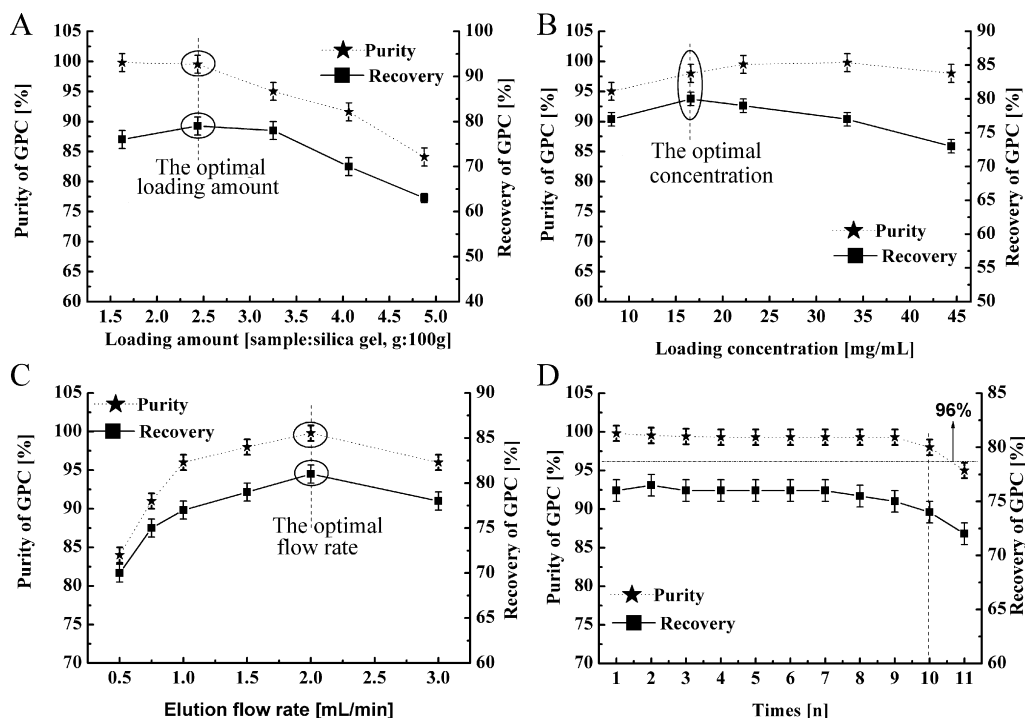 A
Purity of GPC [%]
105
100
95
90
85
80
75
70
65
60
Purity
Recovery
The optimal
loading amount
100
90
80
70
60
50
40
Recovery of GPC [%]
1.5 2.0 2.5 3.0 3.5 4.0 4.5 5.0
Loading amount [sample:silica gel, g:100g]
B
Purity of GPC [%]
105
100
95
90
85
80
75
70
65
60
The optimal
concentration
Purity
Recovery
90
85
80
75
70
65
60
55
50
Recovery of GPC [%]
10 15 20 25 30 35 40 45
Loading concentration [mg/mL]
C
Purity of GPC [%]
105
100
95
90
85
80
75
70
Purity
Recovery
The optimal
flow rate
90
85
80
75
70
65
60
Recovery of GPC [%]
0.5 1.0 1.5 2.0 2.5 3.0
Elution flow rate [mL/min]
D
Purity of GPC [%]
105
100
95
90
85
80
75
70
96%
Purity
Recovery
85
80
75
70
65
60
Recovery of GPC [%]
1 2 3 4 5 6 7 8 9 10 11
Times [n]